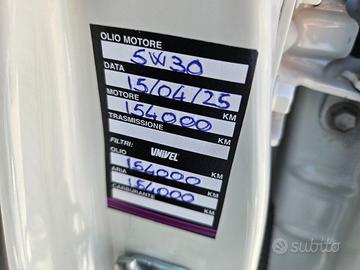 OLIO MOTORE
5W30
DATA
15/04/25
MOTORE
154000 KM
TRASMISSIONE
KM
FILTRI: UNIVEL
OLIO
154000 KM
ARIA
154000 KM
CARBURANTE
KM
subito